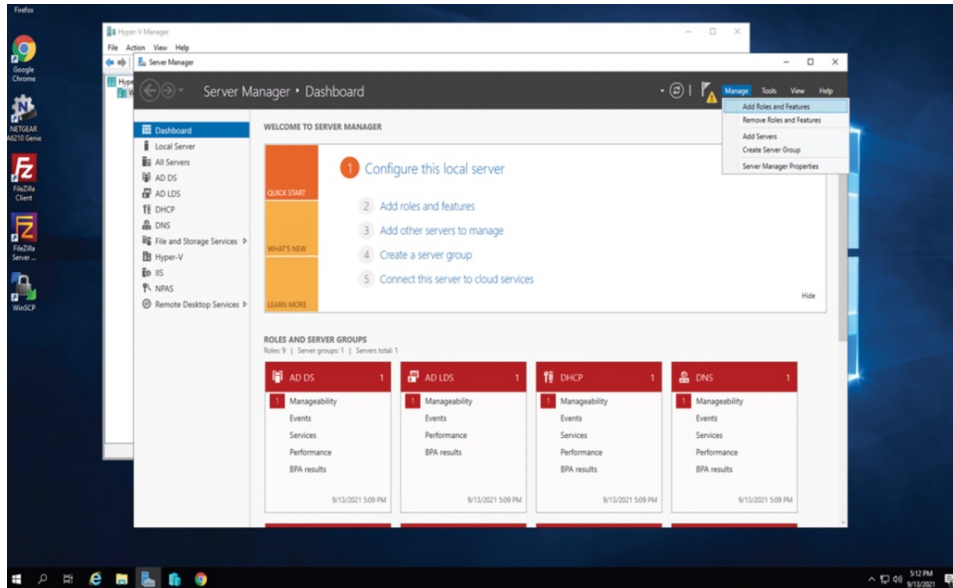 Firefox
Google
Chrome
NETGEAR
A6210 Genie
FileZilla
Client
FileZilla
Server ...
WinSCP
Hyper-V Manager
File Action View Help
Server Manager
Server Manager • Dashboard
Manage Tools View Help
Add Roles and Features
Remove Roles and Features
Add Servers
Create Server Group
Server Manager Properties
Dashboard
Local Server
All Servers
AD DS
AD LDS
DHCP
DNS
File and Storage Services
Hyper-V
IIS
NPAS
Remote Desktop Services
WELCOME TO SERVER MANAGER
QUICK START
WHAT'S NEW
LEARN MORE
1 Configure this local server
2 Add roles and features
3 Add other servers to manage
4 Create a server group
5 Connect this server to cloud services
Hide
ROLES AND SERVER GROUPS
Roles: 9 | Server groups: 1 | Servers total: 1
AD DS 1
1 Manageability
Events
Services
Performance
BPA results
9/13/2021 5:09 PM
AD LDS 1
1 Manageability
Events
Performance
BPA results
9/13/2021 5:09 PM
DHCP 1
1 Manageability
Events
Services
Performance
BPA results
9/13/2021 5:09 PM
DNS 1
1 Manageability
Events
Services
Performance
BPA results
9/13/2021 5:09 PM
5:12 PM
9/13/2021